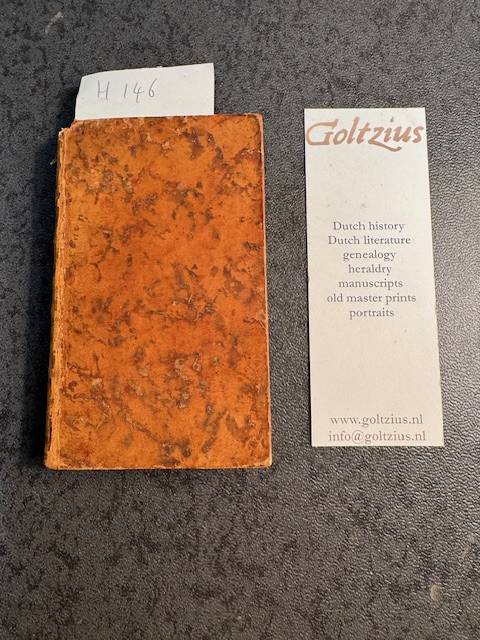 H 146
Goltzius
Dutch history
Dutch literature
genealogy
heraldry
manuscripts
old master prints
portraits
www.goltzius.nl
info@goltzius.nl